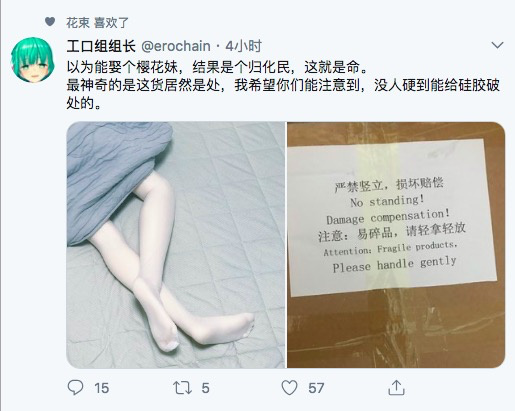 花束 喜欢了
工口组组长 @erochain · 4小时
以为能娶个樱花妹，结果是个归化民，这就是命。
最神奇的是这货居然是处，我希望你们能注意到，没人硬到能给硅胶破
处的。
严禁竖立，损坏赔偿
No standing!
Damage compensation!
注意：易碎品，请轻拿轻放
Attention: Fragile products,
Please handle gently
15
5
57